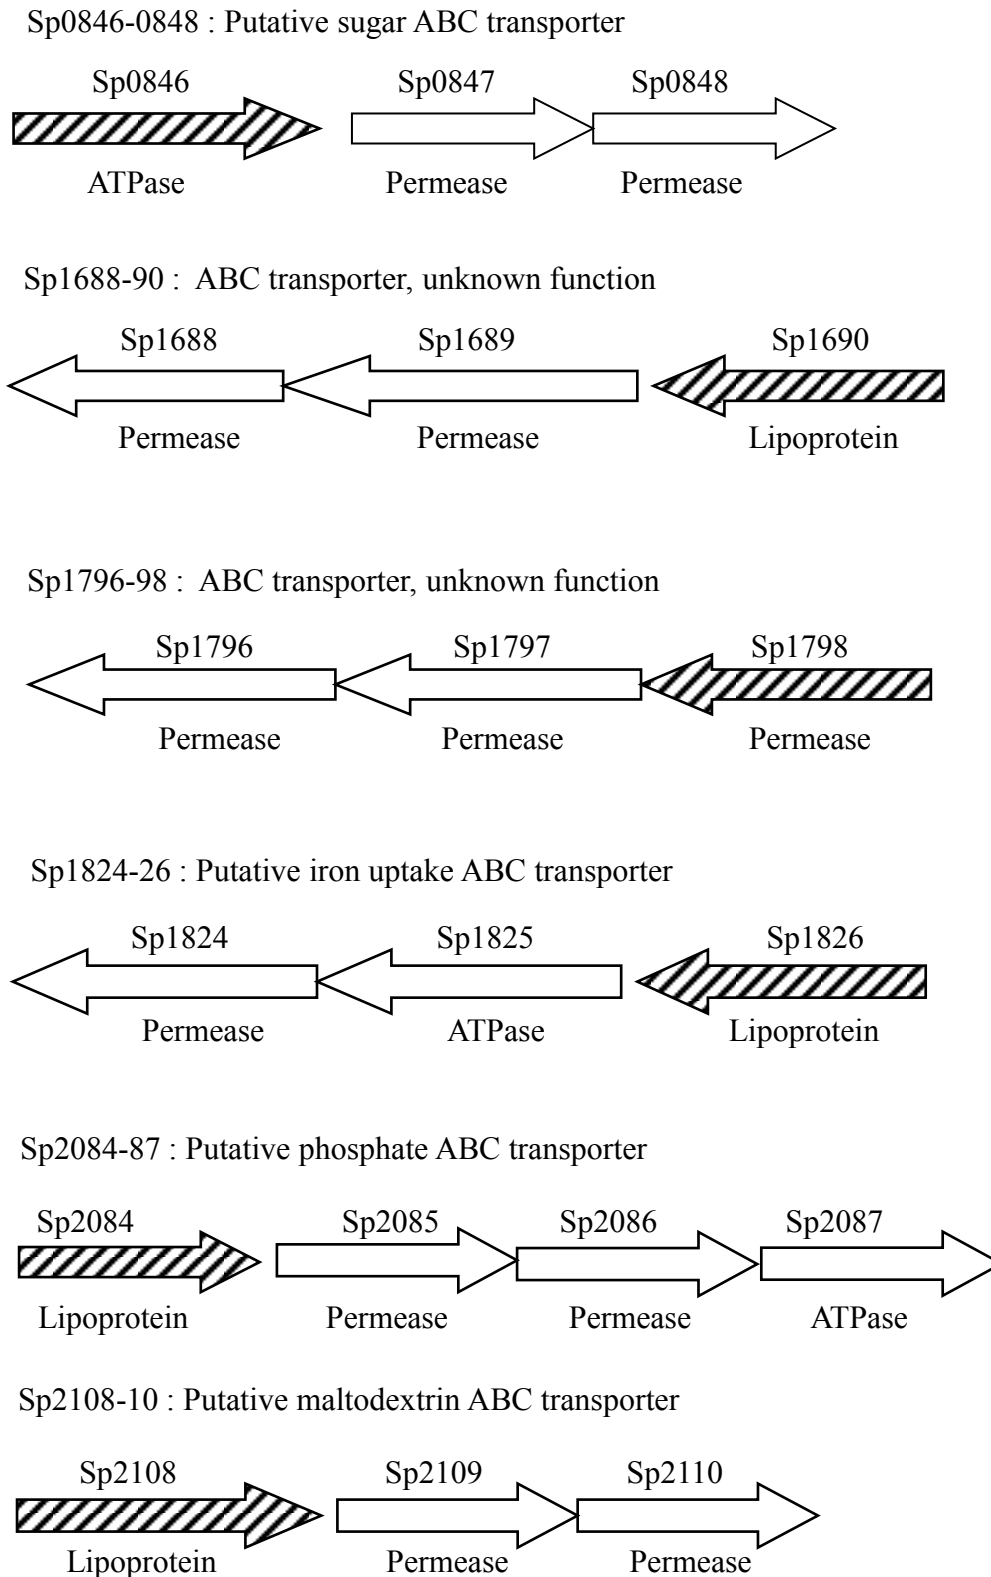 Sp0846-0848 : Putative sugar ABC transporter
Sp0846 Sp0847 Sp0848
ATPase Permease Permease
Sp1688-90 : ABC transporter, unknown function
Sp1688 Sp1689 Sp1690
Permease Permease Lipoprotein
Sp1796-98 : ABC transporter, unknown function
Sp1796 Sp1797 Sp1798
Permease Permease Permease
Sp1824-26 : Putative iron uptake ABC transporter
Sp1824 Sp1825 Sp1826
Permease ATPase Lipoprotein
Sp2084-87 : Putative phosphate ABC transporter
Sp2084 Sp2085 Sp2086 Sp2087
Lipoprotein Permease Permease ATPase
Sp2108-10 : Putative maltodextrin ABC transporter
Sp2108 Sp2109 Sp2110
Lipoprotein Permease Permease